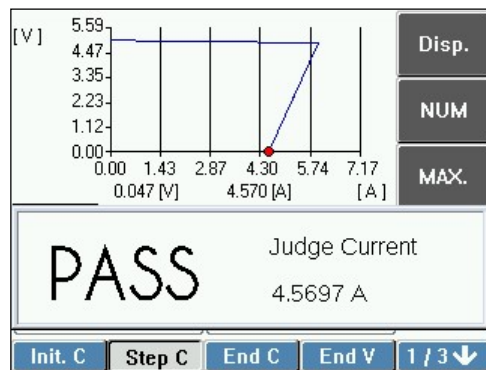 [V]
5.59
4.47
3.35
2.23
1.12
0.00
0.00 1.43 2.87 4.30 5.74 7.17
0.047 [V] 4.570 [A] [A]
Disp.
NUM
MAX.
PASS
Judge Current
4.5697 A
Init. C Step C End C End V 1 / 3